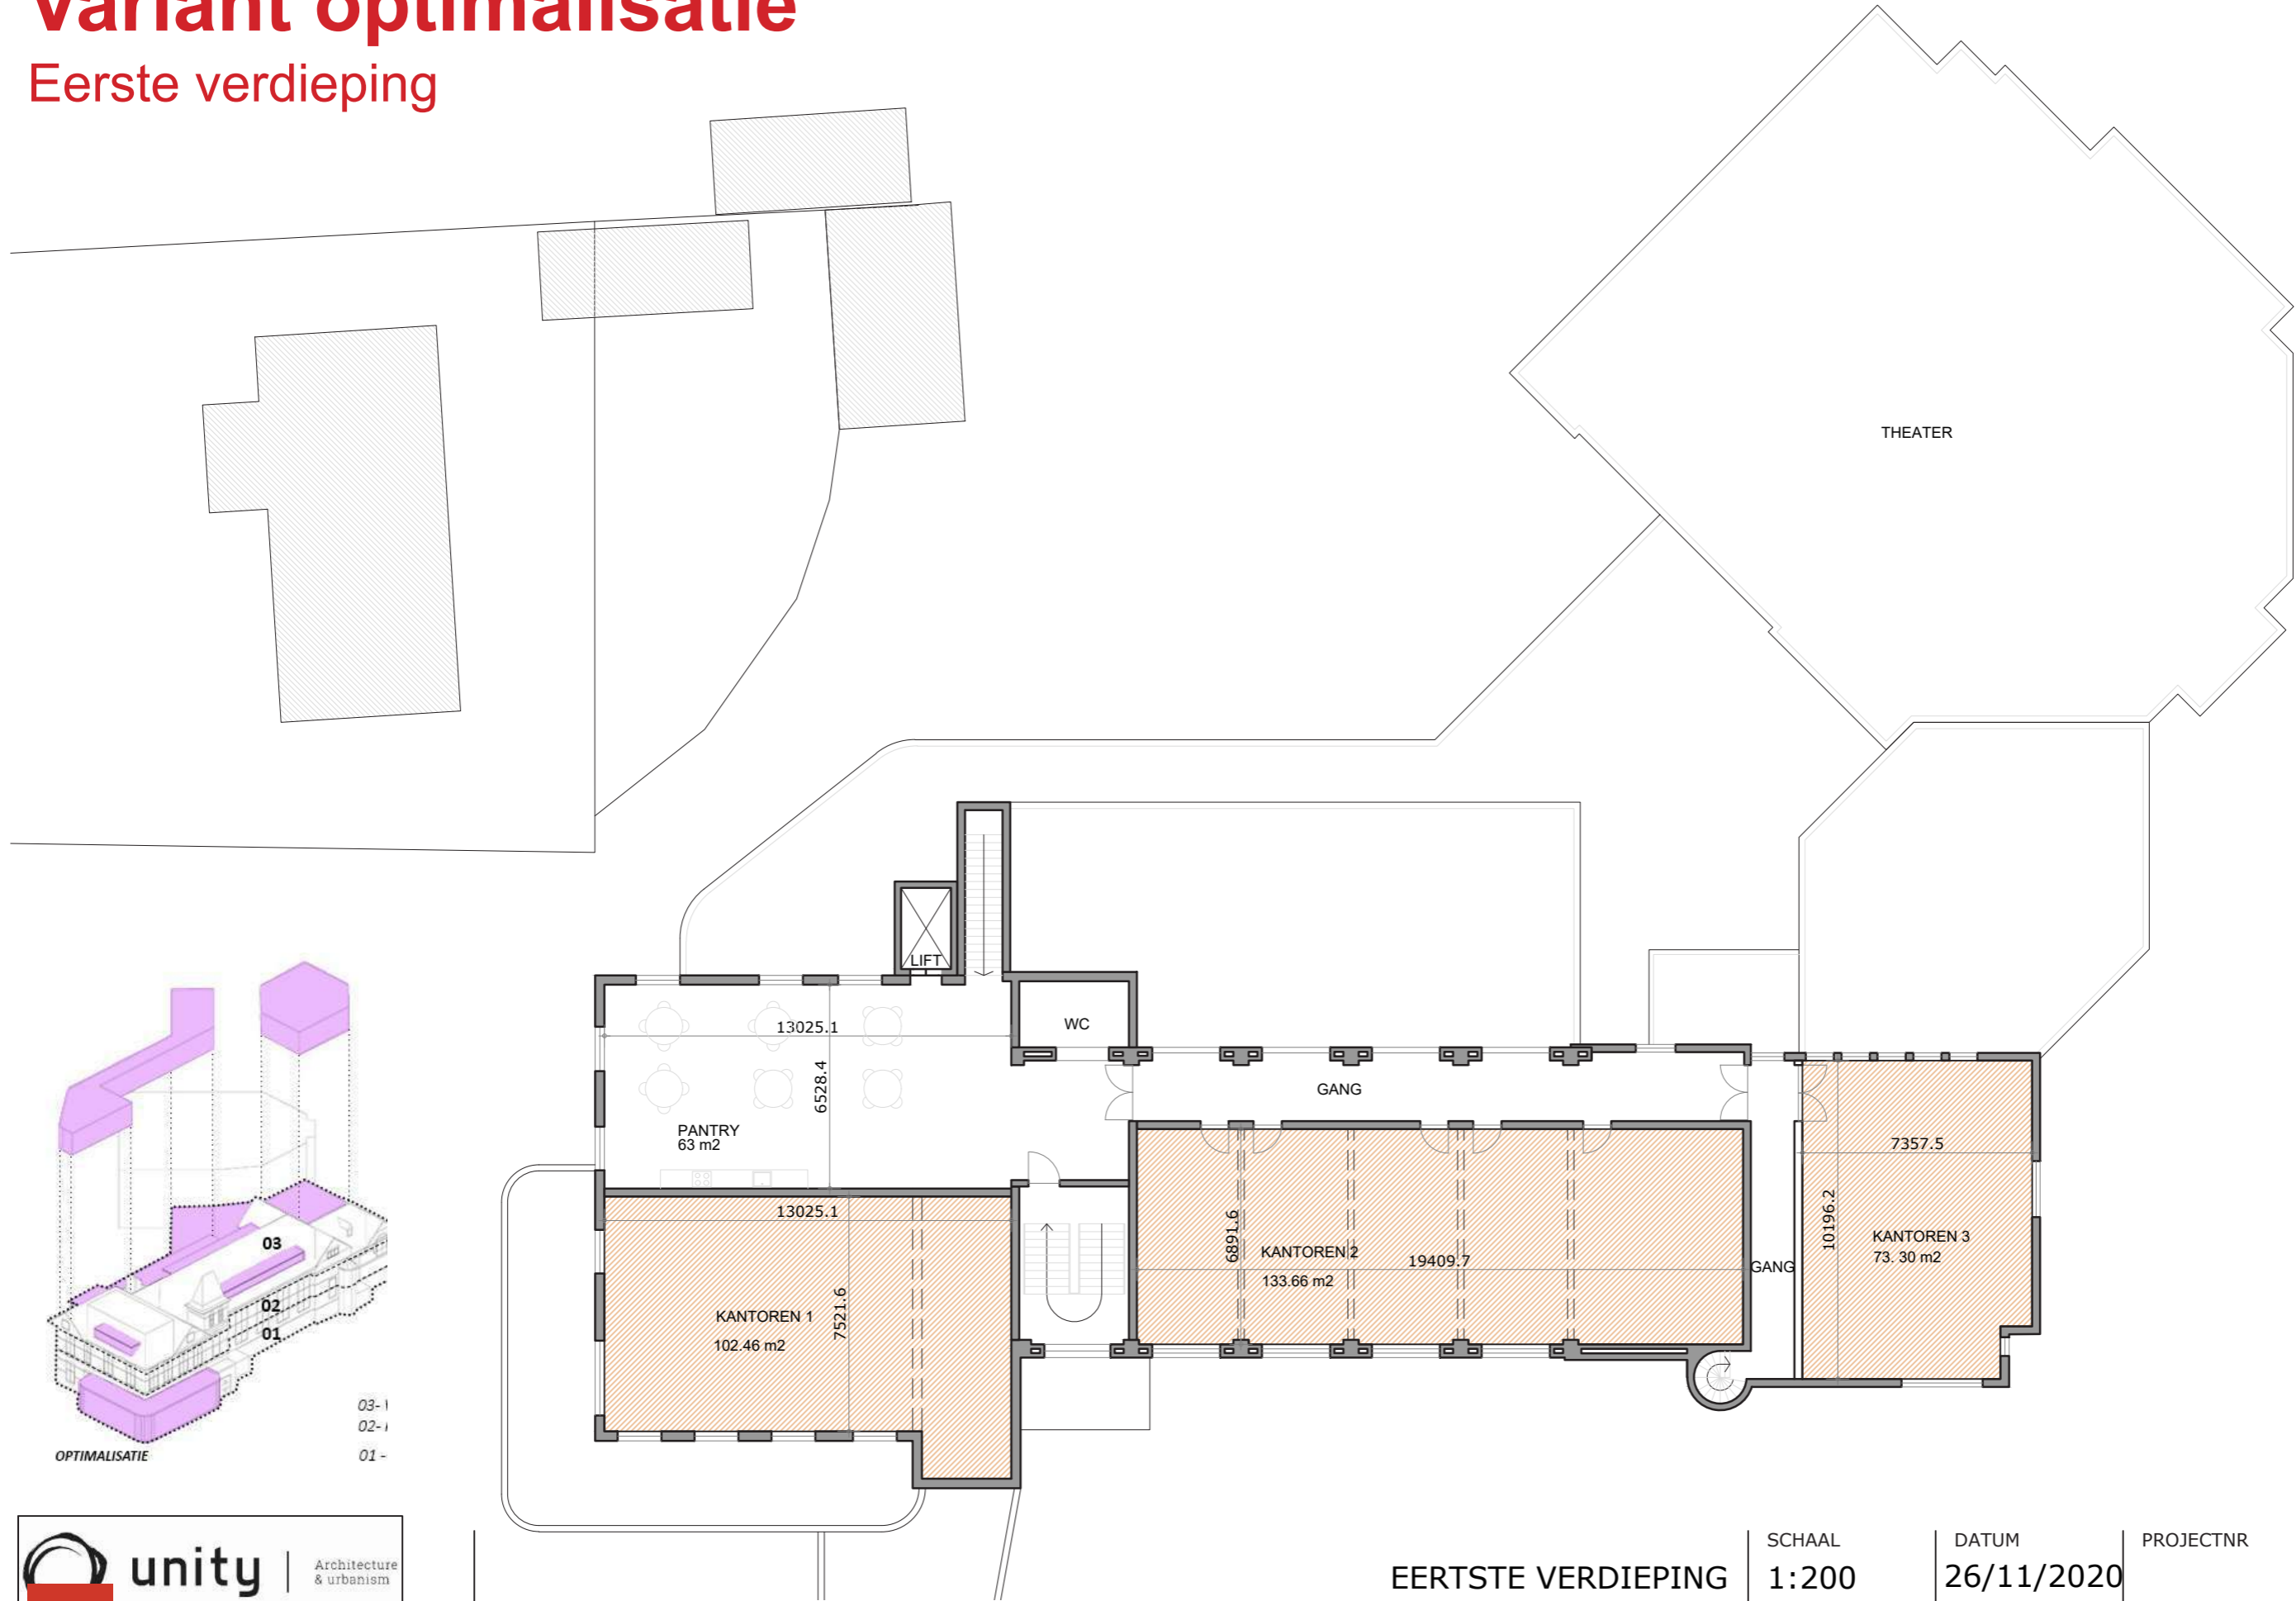 Variant optimalisatie
Eerste verdieping
THEATER
LIFT
WC
13025.1
6528.4
GANG
PANTRY
63 m2
7357.5
10196.2
13025.1
6891.6
KANTOREN 2
19409.7
133.66 m2
GANG
KANTOREN 3
73. 30 m2
KANTOREN 1
7521.6
102.46 m2
03
02
01
03-
02-
01 -
OPTIMALISATIE
unity
Architecture
& urbanism
EERTSTE VERDIEPING
SCHAAL
1:200
DATUM
26/11/2020
PROJECTNR